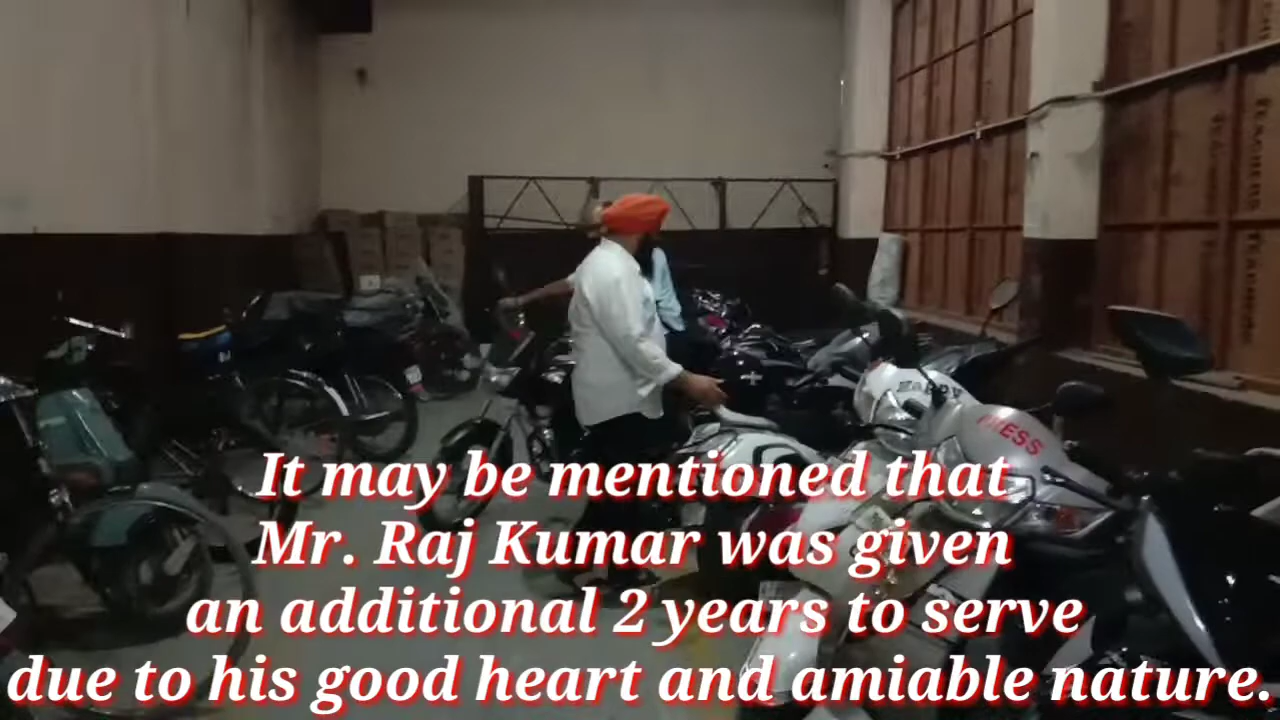 Happy
PRESS
It may be mentioned that
Mr. Raj Kumar was given
an additional 2 years to serve
due to his good heart and amiable nature.